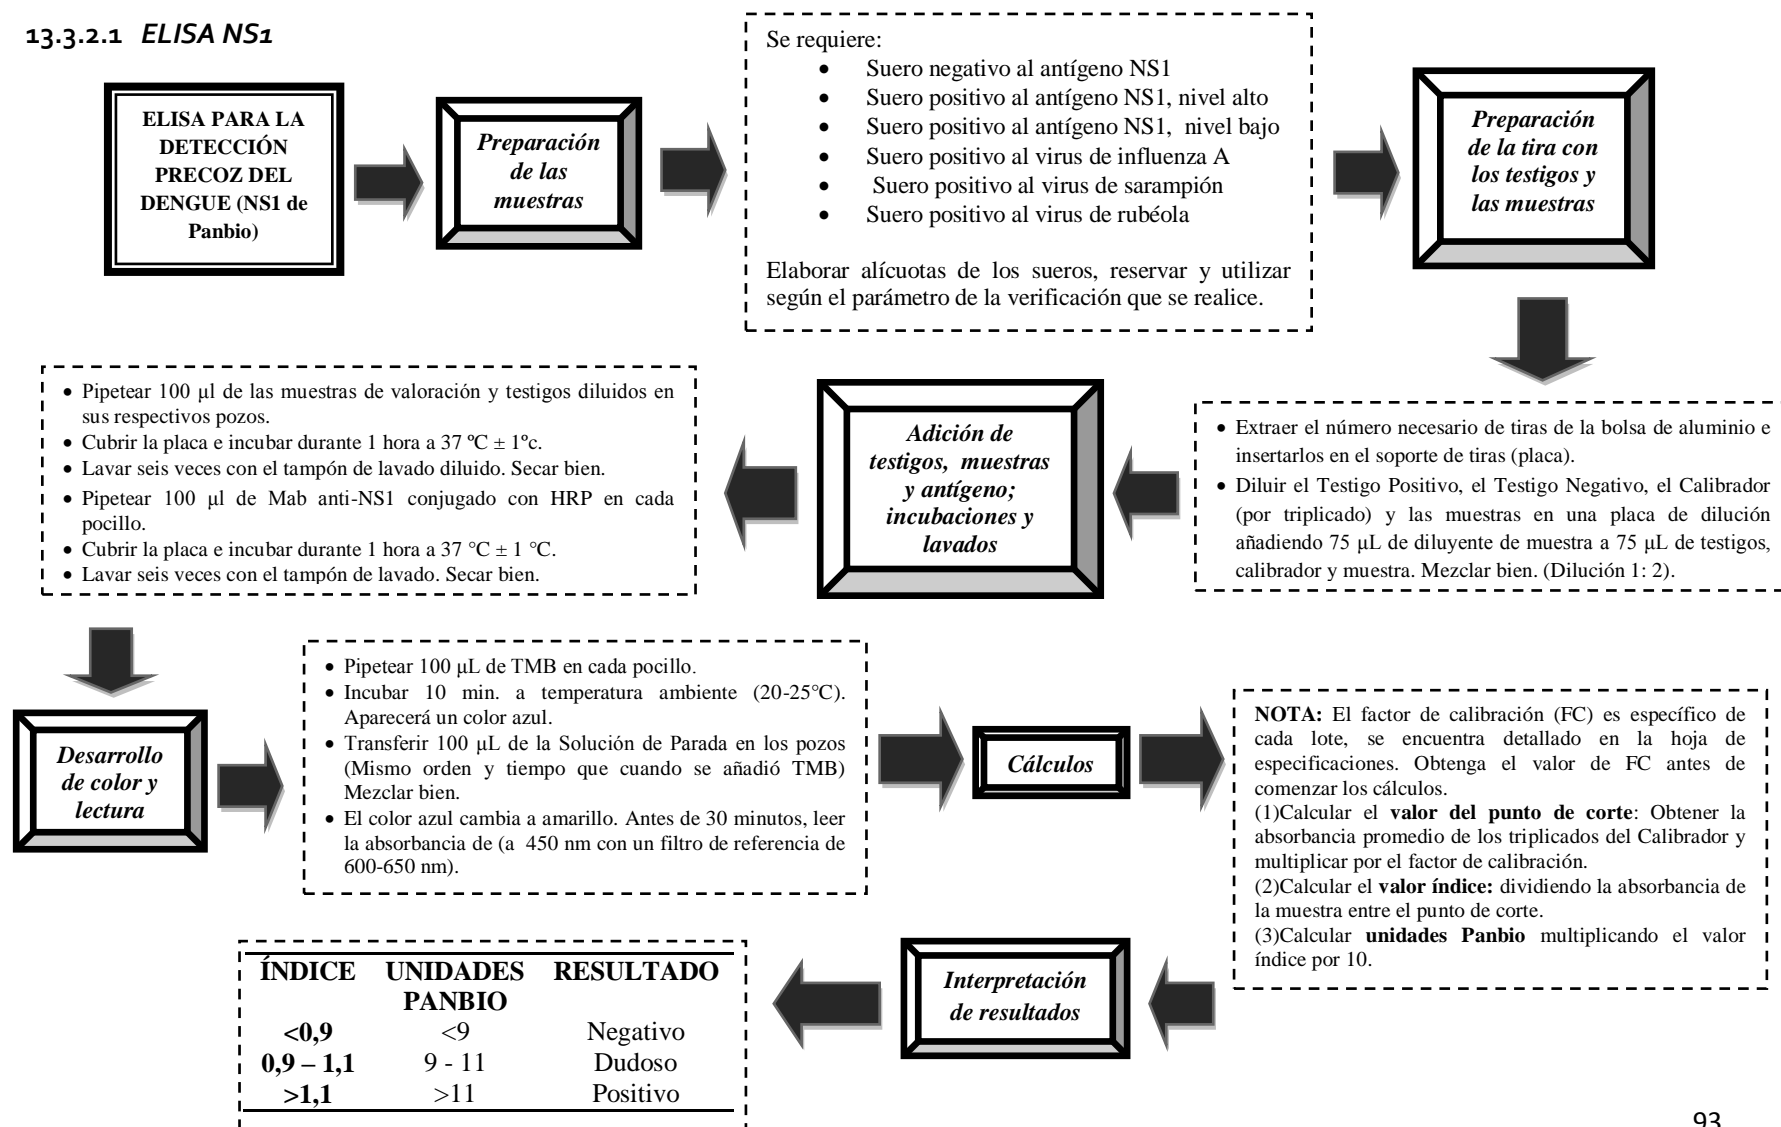 13.3.2.1 ELISA NS1
ELISA PARA LA
DETECCIÓN
PRECOZ DEL
DENGUE (NS1 de
Panbio)
Preparación
de las
muestras
Se requiere:
• Suero negativo al antígeno NS1
• Suero positivo al antígeno NS1, nivel alto
• Suero positivo al antígeno NS1, nivel bajo
• Suero positivo al virus de influenza A
• Suero positivo al virus de sarampión
• Suero positivo al virus de rubéola
Elaborar alícuotas de los sueros, reservar y utilizar
según el parámetro de la verificación que se realice.
Preparación
de la tira con
los testigos y
las muestras
• Extraer el número necesario de tiras de la bolsa de aluminio e
insertarlos en el soporte de tiras (placa).
• Diluir el Testigo Positivo, el Testigo Negativo, el Calibrador
(por triplicado) y las muestras en una placa de dilución
añadiendo 75 µL de diluyente de muestra a 75 µL de testigos,
calibrador y muestra. Mezclar bien. (Dilución 1: 2).
Adición de
testigos, muestras
y antígeno;
incubaciones y
lavados
• Pipetear 100 µl de las muestras de valoración y testigos diluidos en
sus respectivos pozos.
• Cubrir la placa e incubar durante 1 hora a 37 ºC ± 1ºc.
• Lavar seis veces con el tampón de lavado diluido. Secar bien.
• Pipetear 100 µl de Mab anti-NS1 conjugado con HRP en cada
pocillo.
• Cubrir la placa e incubar durante 1 hora a 37 °C ± 1 °C.
• Lavar seis veces con el tampón de lavado. Secar bien.
Desarrollo
de color y
lectura
• Pipetear 100 µL de TMB en cada pocillo.
• Incubar 10 min. a temperatura ambiente (20-25°C).
Aparecerá un color azul.
• Transferir 100 µL de la Solución de Parada en los pozos
(Mismo orden y tiempo que cuando se añadió TMB)
Mezclar bien.
• El color azul cambia a amarillo. Antes de 30 minutos, leer
la absorbancia de (a 450 nm con un filtro de referencia de
600-650 nm).
Cálculos
NOTA: El factor de calibración (FC) es específico de
cada lote, se encuentra detallado en la hoja de
especificaciones. Obtenga el valor de FC antes de
comenzar los cálculos.
(1)Calcular el valor del punto de corte: Obtener la
absorbancia promedio de los triplicados del Calibrador y
multiplicar por el factor de calibración.
(2)Calcular el valor índice: dividiendo la absorbancia de
la muestra entre el punto de corte.
(3)Calcular unidades Panbio multiplicando el valor
índice por 10.
Interpretación
de resultados
ÍNDICE UNIDADES RESULTADO
PANBIO
<0,9 <9 Negativo
0,9 – 1,1 9 - 11 Dudoso
>1,1 >11 Positivo
93